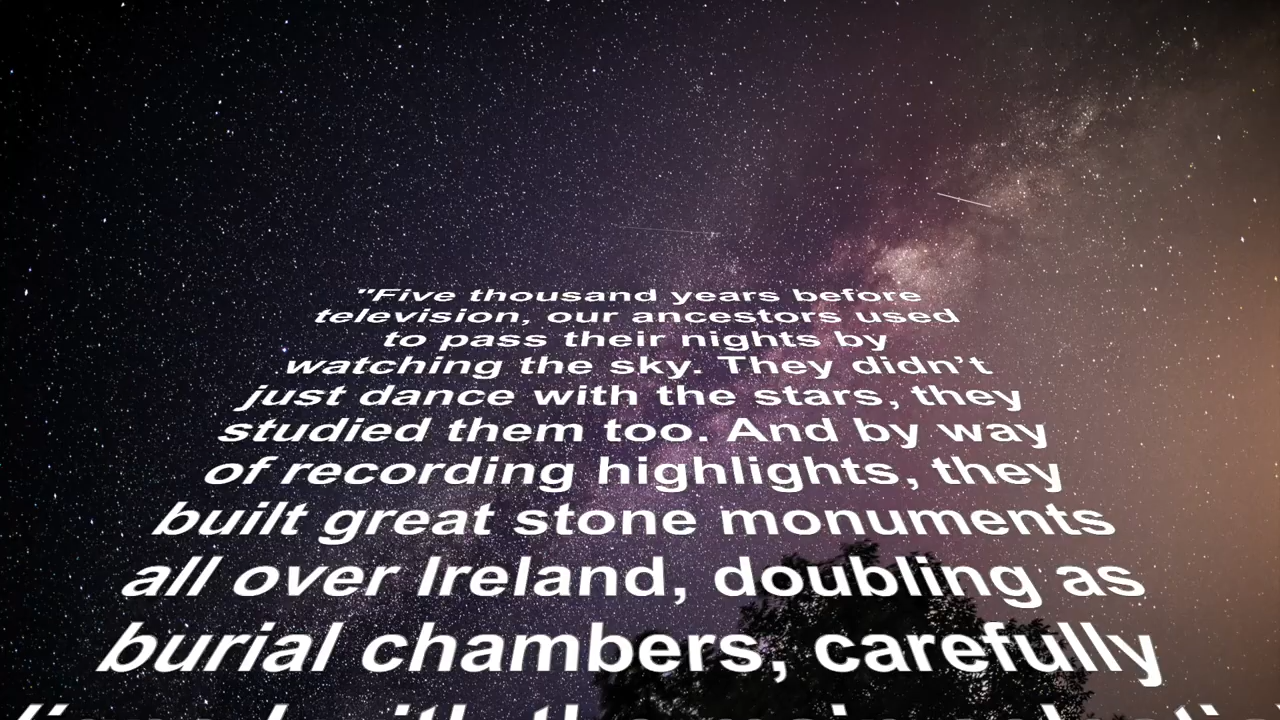 "Five thousand years before
television, our ancestors used
to pass their nights by
watching the sky. They didn’t
just dance with the stars, they
studied them too. And by way
of recording highlights, they
built great stone monuments
all over Ireland, doubling as
burial chambers, carefully